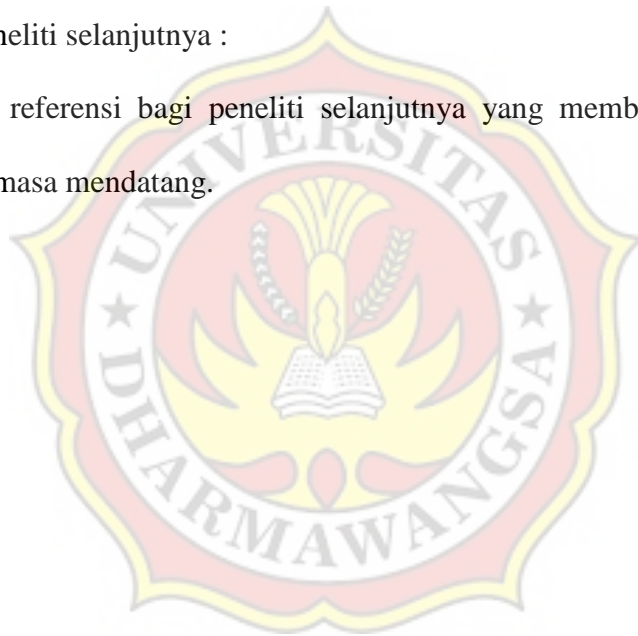 neliti selanjutnya :
referensi bagi peneliti selanjutnya yang memb
masa mendatang.
UNIVERSITAS
★ DHARMAWANGSA ★